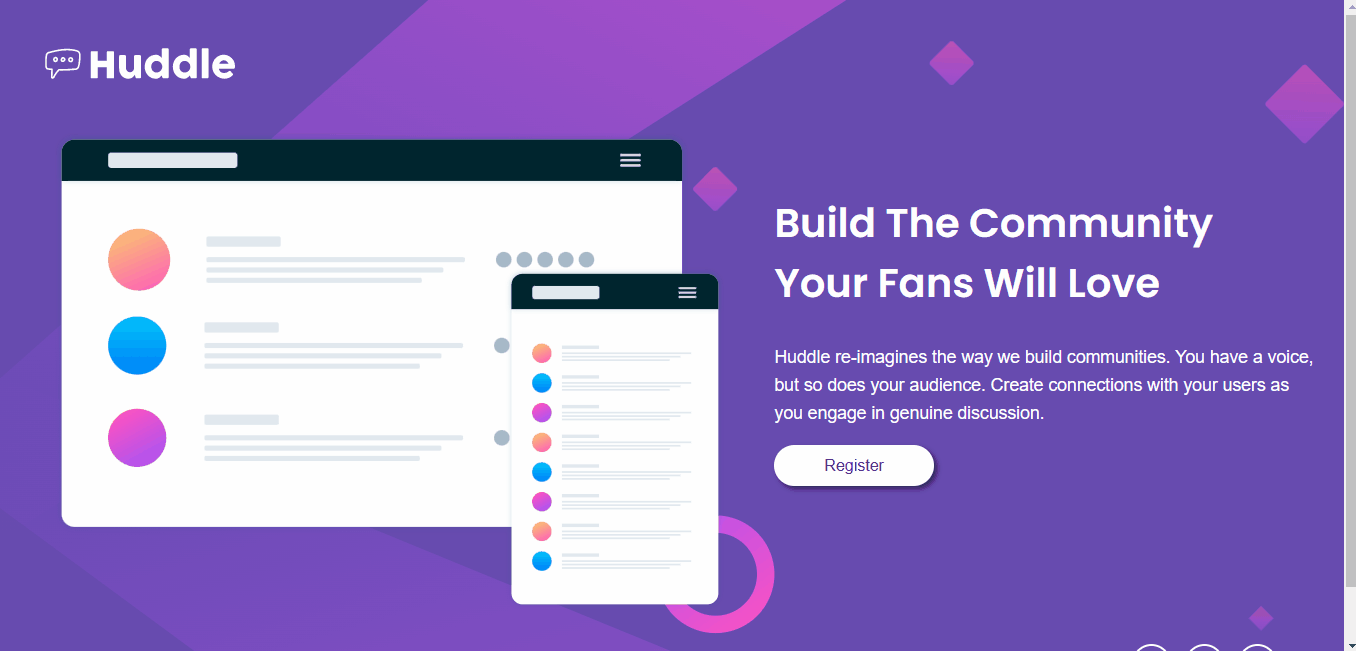 Huddle
Build The Community
Your Fans Will Love
Huddle re-imagines the way we build communities. You have a voice,
but so does your audience. Create connections with your users as
you engage in genuine discussion.
Register